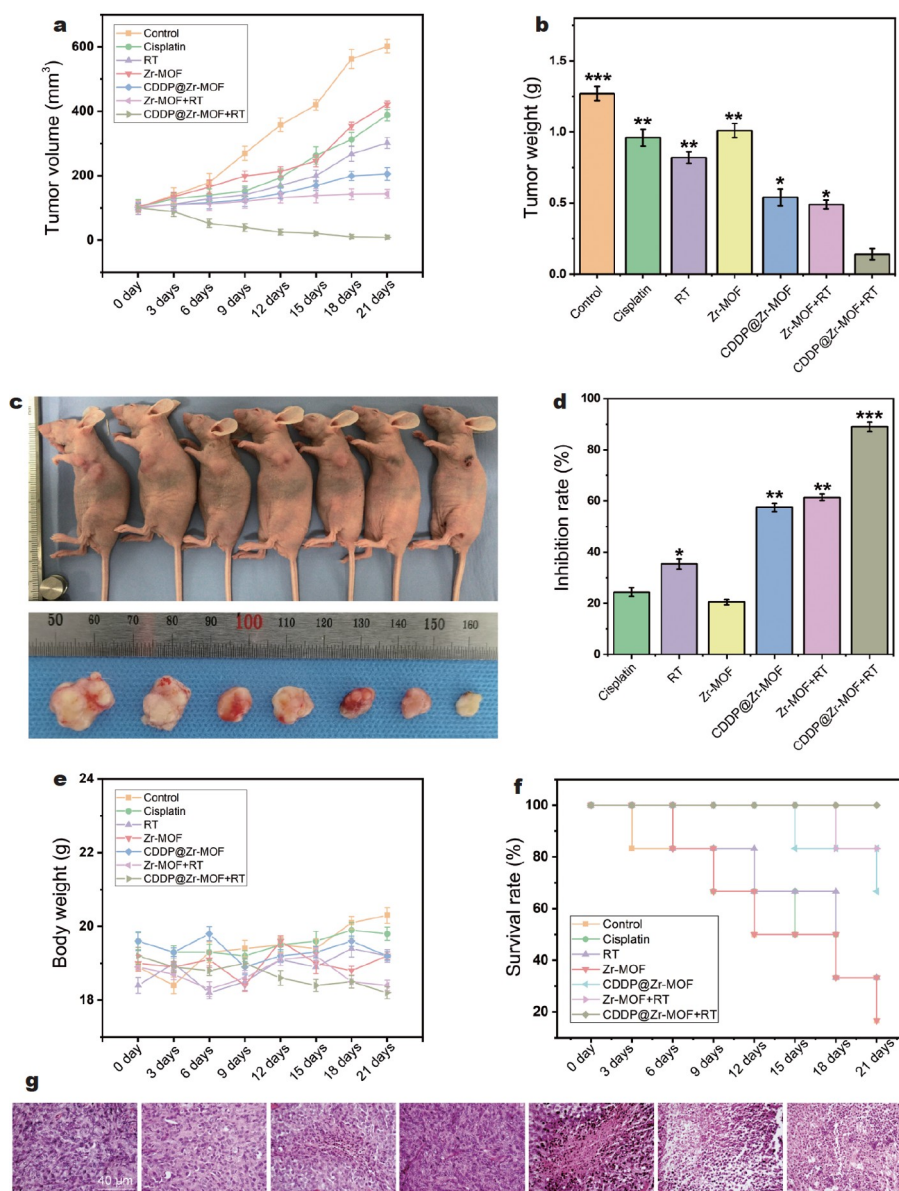 a
Tumor volume (mm³)
600
400
200
0
Control
Cisplatin
RT
Zr-MOF
CDDP@Zr-MOF
Zr-MOF+RT
CDDP@Zr-MOF+RT
0 day
3 days
6 days
9 days
12 days
15 days
18 days
21 days
b
Tumor weight (g)
1.5
1.0
0.5
0.0
***
**
**
**
*
*
Control
Cisplatin
RT
Zr-MOF
CDDP@Zr-MOF
Zr-MOF+RT
CDDP@Zr-MOF+RT
c
50 60 70 80 90 100 110 120 130 140 150 160
d
Inhibition rate (%)
100
80
60
40
20
0
*
**
**
***
Cisplatin
RT
Zr-MOF
CDDP@Zr-MOF
Zr-MOF+RT
CDDP@Zr-MOF+RT
e
Body weight (g)
24
22
20
18
16
Control
Cisplatin
RT
Zr-MOF
CDDP@Zr-MOF
Zr-MOF+RT
CDDP@Zr-MOF+RT
0 day
3 days
6 days
9 days
12 days
15 days
18 days
21 days
f
Survival rate (%)
100
80
60
40
20
Control
Cisplatin
RT
Zr-MOF
CDDP@Zr-MOF
Zr-MOF+RT
CDDP@Zr-MOF+RT
0 day
3 days
6 days
9 days
12 days
15 days
18 days
21 days
g
40 μm